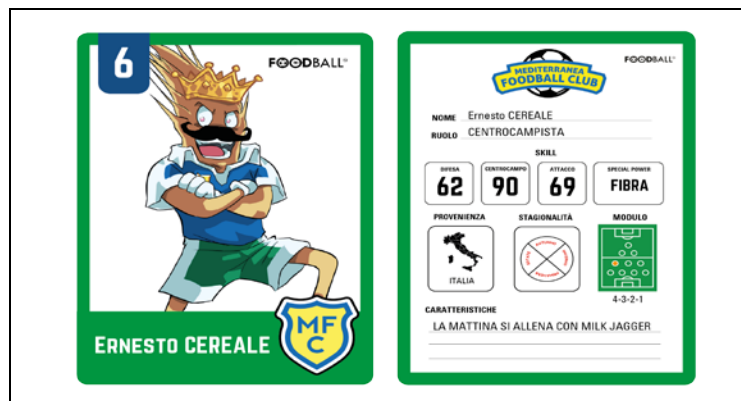 6
FOODBALL™
ERNESTO CEREALE
MFC
MEDITERRANEA
FOODBALL CLUB
FOODBALL™
NOME Ernesto CEREALE
RUOLO CENTROCAMPISTA
SKILL
DIFESA CENTROCAMPO ATTACCO SPECIAL POWER
62 90 69 FIBRA
PROVENIENZA STAGIONALITÀ MODULO
ITALIA
4-3-2-1
CARATTERISTICHE
LA MATTINA SI ALLENA CON MILK JAGGER